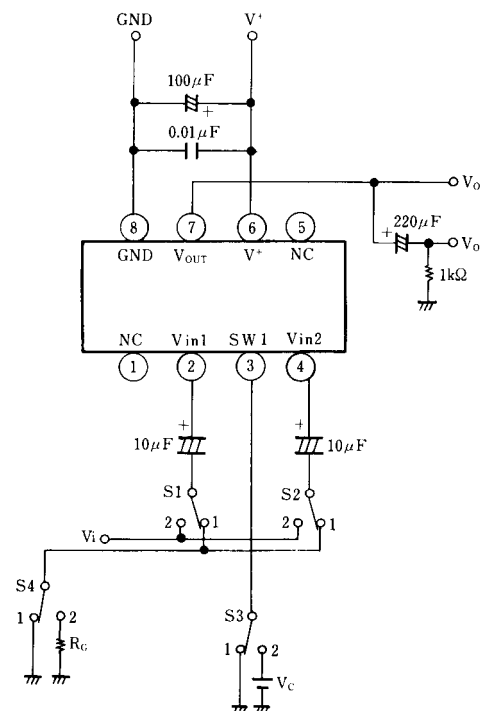 GND V⁺
100μF
+
0.01μF
Vo
8 7 6 5
220μF
+
Vo
GND VOUT V⁺ NC
1kΩ
NC Vin1 SW1 Vin2
1 2 3 4
+ +
10μF 10μF
S1 S2
2 1 2 1
Vi
S4 S3
1 2 1 2
RG VC